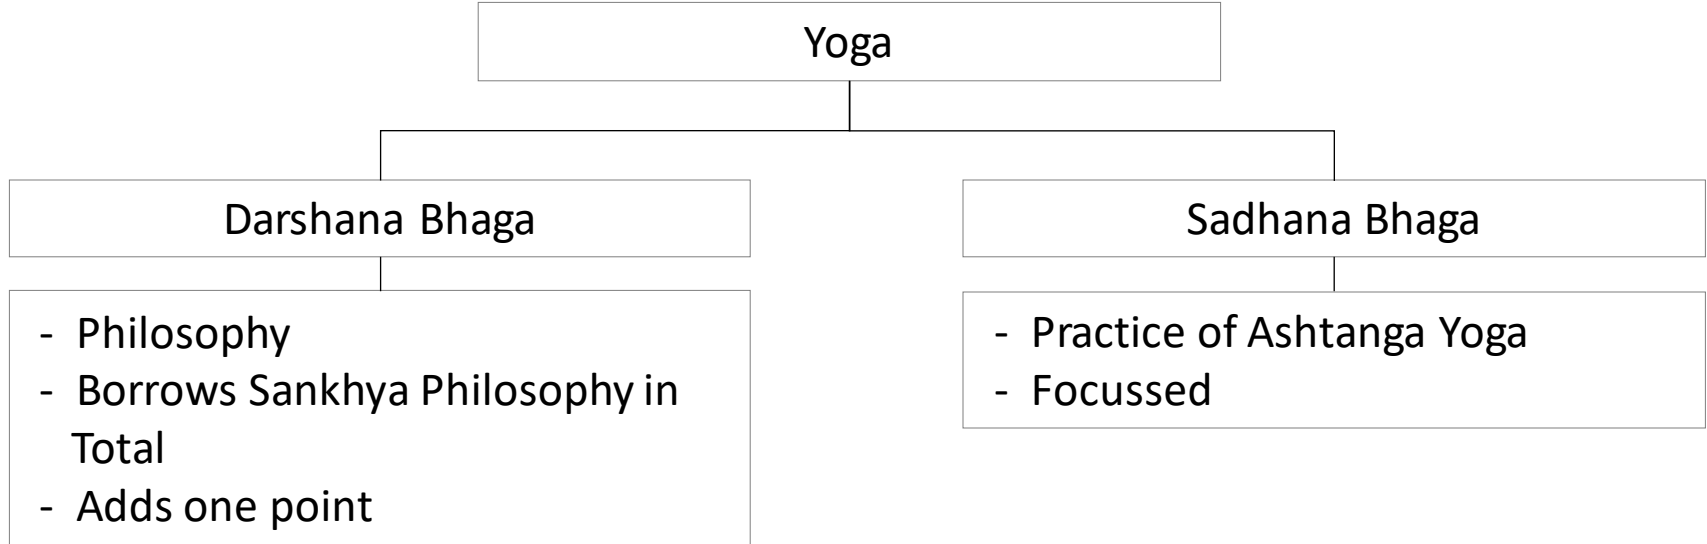 Yoga
Darshana Bhaga
Sadhana Bhaga
- Philosophy
- Borrows Sankhya Philosophy in
Total
- Adds one point
- Practice of Ashtanga Yoga
- Focussed